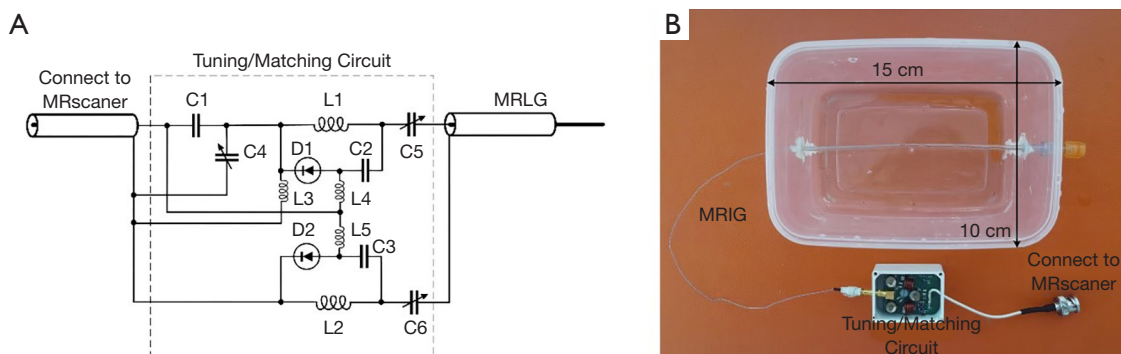 A
Tuning/Matching Circuit
Connect to
MRscaner
C1
L1
MRLG
C4
D1
C2
C5
L3
L4
D2
L5
C3
L2
C6
B
15 cm
MRIG
10 cm
Connect to
MRscaner
Tuning/Matching
Circuit